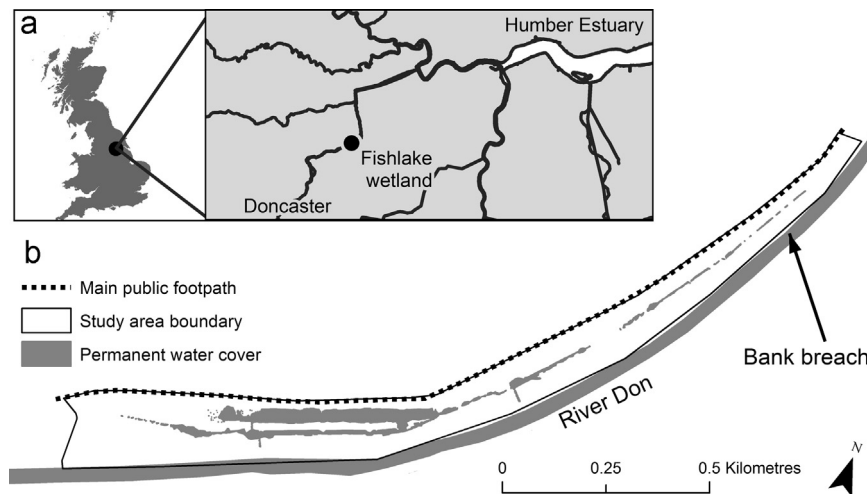 a
Humber Estuary
Fishlake
wetland
Doncaster
b
Main public footpath
Study area boundary
Permanent water cover
Bank breach
River Don
0 0.25 0.5 Kilometres
N